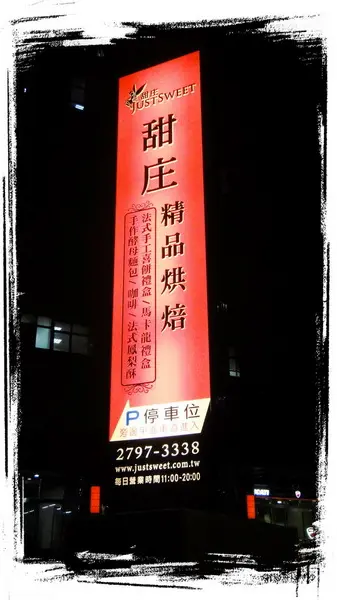 甜庄
JUSTSWEET
甜庄
精品烘焙
法式手工喜餅禮盒/馬卡龍禮盒
手作酵母麵包/咖啡/法式鳳梨酥
P停車位
2797-3338
www.justsweet.com.tw
每日營業時間11:00-20:00